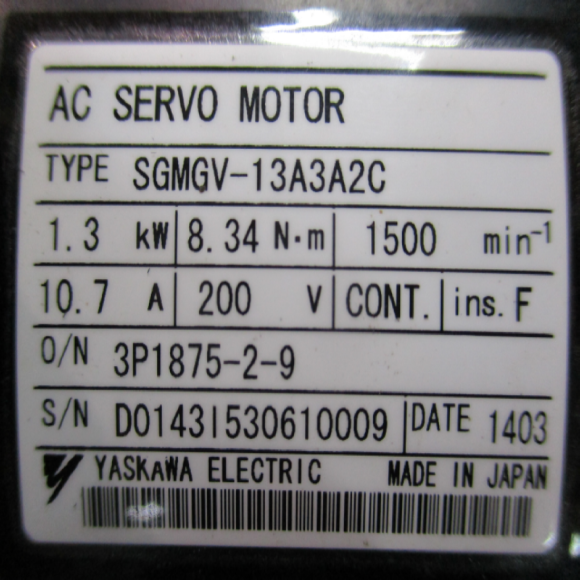 AC SERVO MOTOR
TYPE SGMGV-13A3A2C
1.3 kW 8.34 N·m 1500 min⁻¹
10.7 A 200 V CONT. ins. F
O/N 3P1875-2-9
S/N D0143I530610009 DATE 1403
YASKAWA ELECTRIC MADE IN JAPAN